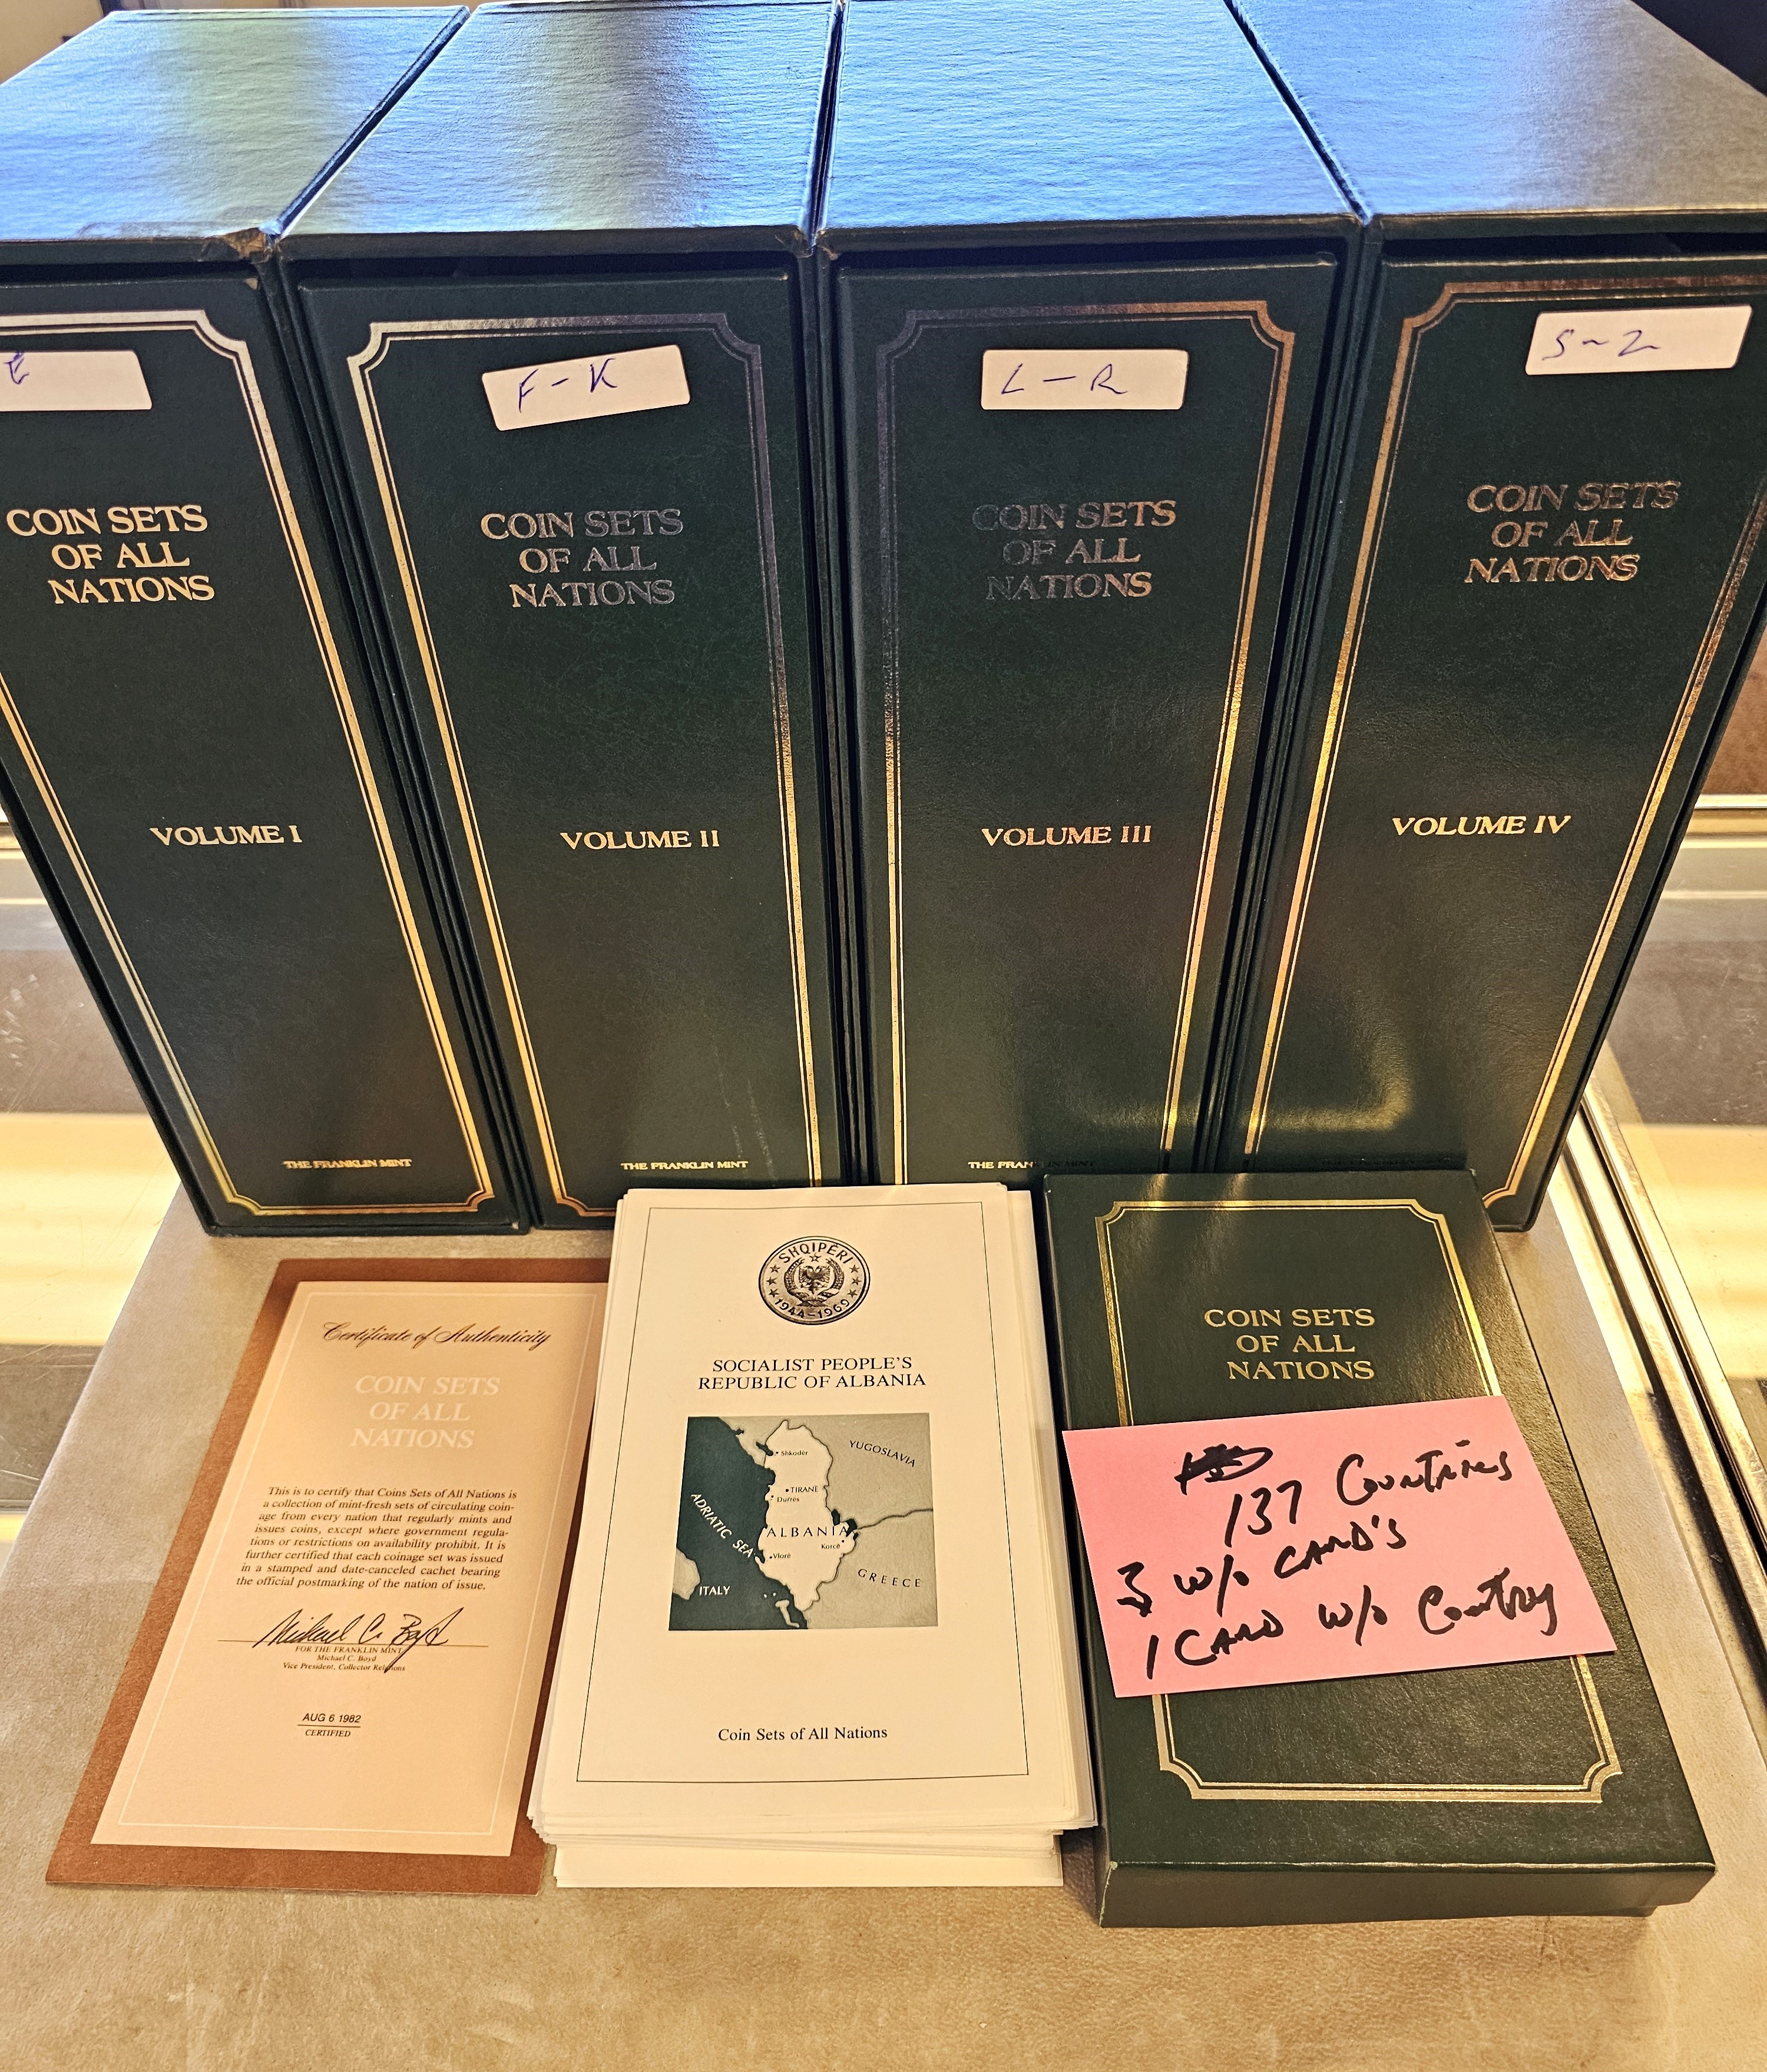 E
F - K
L - R
S - Z
COIN SETS
OF ALL
NATIONS
VOLUME I
THE FRANKLIN MINT
COIN SETS
OF ALL
NATIONS
VOLUME II
THE FRANKLIN MINT
COIN SETS
OF ALL
NATIONS
VOLUME III
THE FRANKLIN MINT
COIN SETS
OF ALL
NATIONS
VOLUME IV
Certificate of Authenticity
COIN SETS
OF ALL
NATIONS
This is to certify that Coins Sets of All Nations is
a collection of mint-fresh sets of circulating coin-
age from every nation that regularly mints and
issues coins, except where government regula-
tions or restrictions on availability prohibit. It is
further certified that each coinage set was issued
in a stamped and date-canceled cachet bearing
the official postmarking of the nation of issue.
Michael C. Boyd
FOR THE FRANKLIN MINT
Michael C. Boyd
Vice President, Collector Relations
AUG 6 1982
CERTIFIED
SHQIPËRI
1944-1969
SOCIALIST PEOPLE'S
REPUBLIC OF ALBANIA
YUGOSLAVIA
Shkodër
TIRANE
Durrës
ADRIATIC SEA
ALBANIA
Korcë
Vlorë
GREECE
ITALY
Coin Sets of All Nations
COIN SETS
OF ALL
NATIONS
137 Countries
3 w/o CARD'S
1 CARD w/o Country